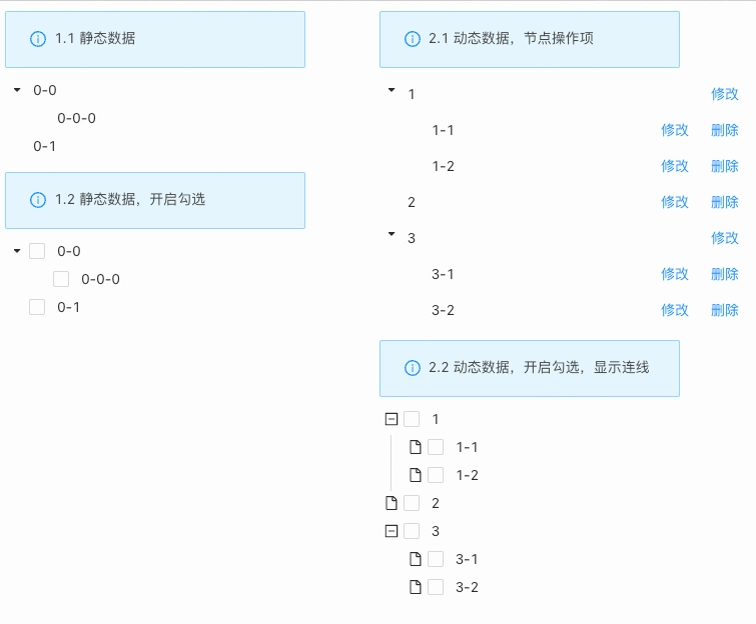 1.1 静态数据
0-0
0-0-0
0-1
1.2 静态数据，开启勾选
0-0
0-0-0
0-1
2.1 动态数据，节点操作项
1 修改
1-1 修改 删除
1-2 修改 删除
2 修改 删除
3 修改
3-1 修改 删除
3-2 修改 删除
2.2 动态数据，开启勾选，显示连线
1
1-1
1-2
2
3
3-1
3-2